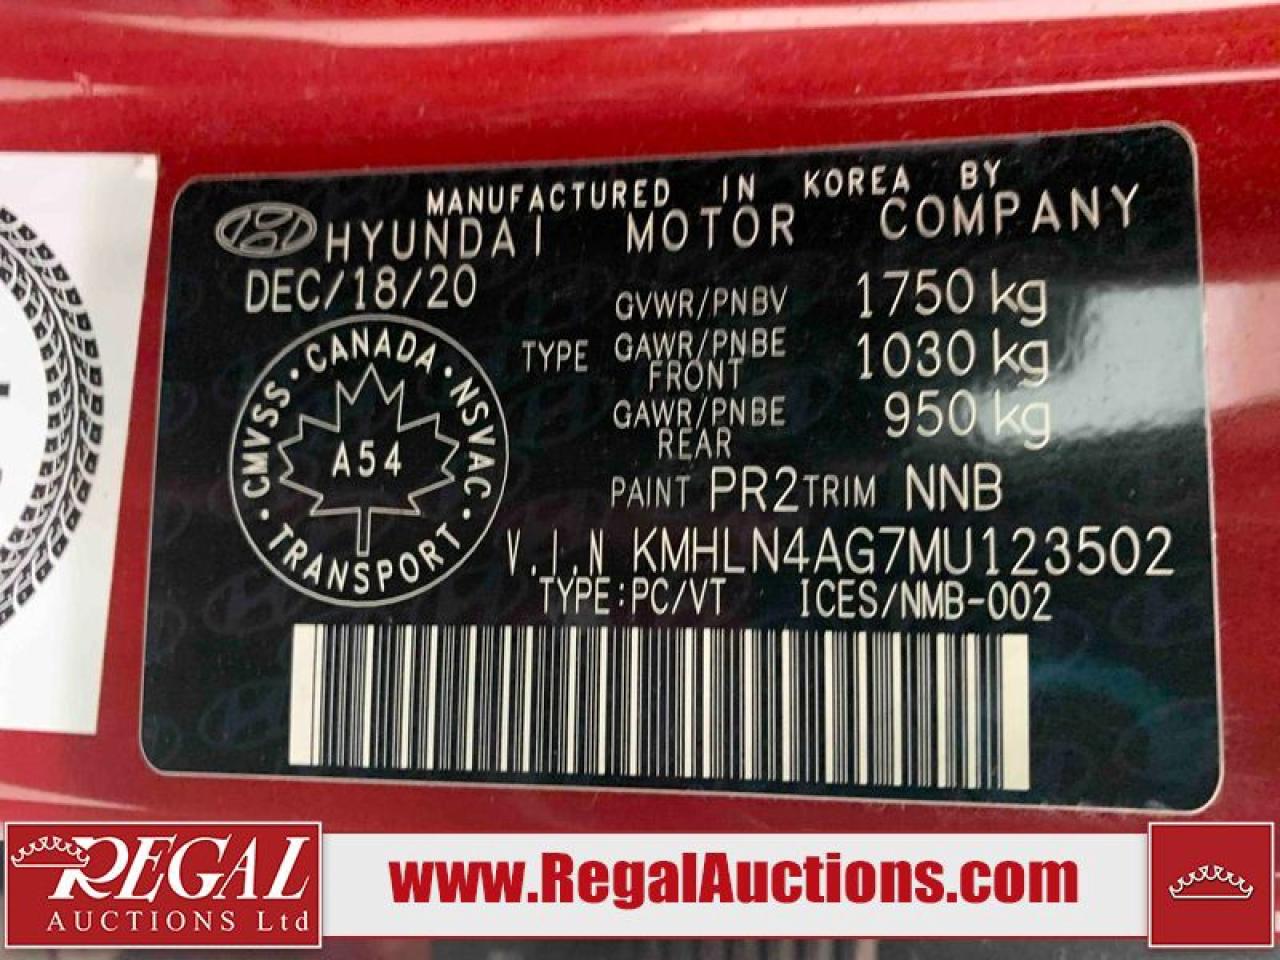 MANUFACTURED IN KOREA BY
HYUNDAI MOTOR COMPANY
DEC/18/20
GVWR/PNBV 1750 kg
TYPE GAWR/PNBE FRONT 1030 kg
GAWR/PNBE REAR 950 kg
CMVSS · CANADA · NSVAC · TRANSPORT ·
A54
PAINT PR2 TRIM NNB
V.I.N KMHLN4AG7MU123502
TYPE:PC/VT ICES/NMB-002
REGAL
AUCTIONS Ltd
www.RegalAuctions.com